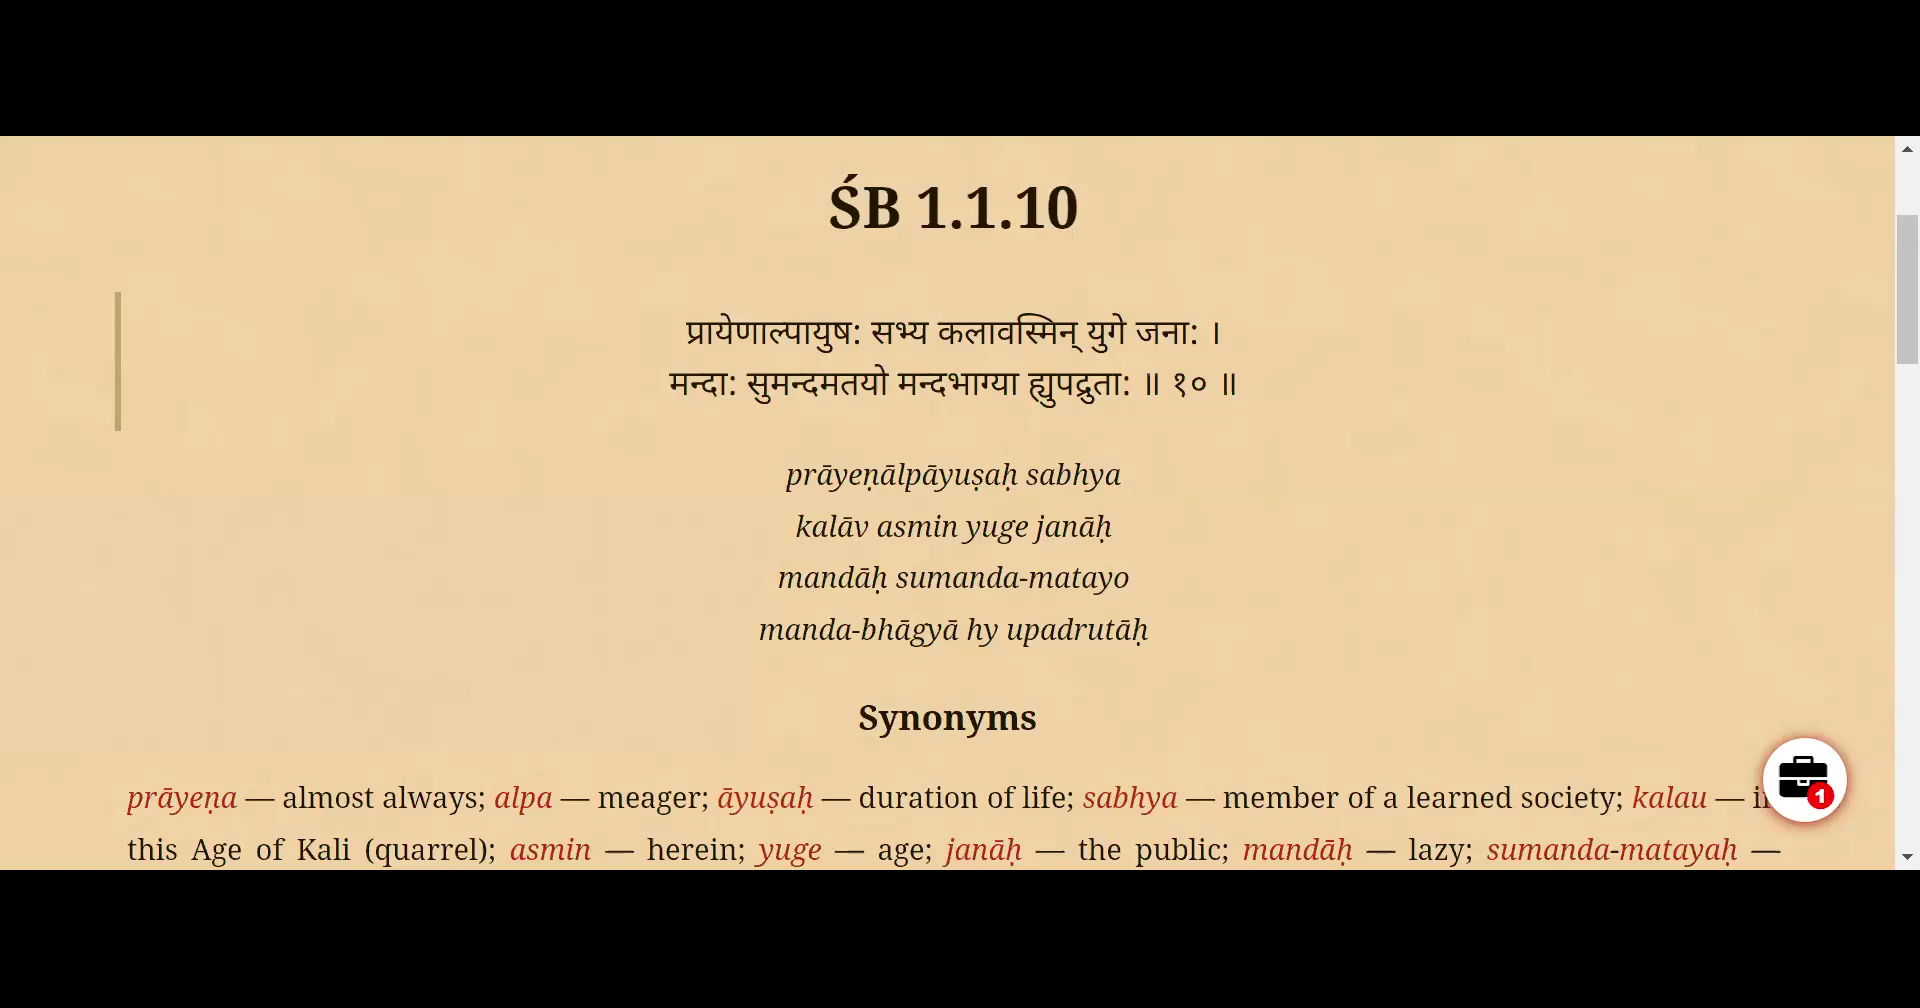 ŚB 1.1.10
प्रायेणाल्पायुष: सभ्य कलावस्मिन् युगे जना: ।
मन्दा: सुमन्दमतयो मन्दभाग्या ह्युपद्रुता: ॥ १० ॥
prāyeṇālpāyuṣaḥ sabhya
kalāv asmin yuge janāḥ
mandāḥ sumanda-matayo
manda-bhāgyā hy upadrutāḥ
Synonyms
prāyeṇa — almost always; alpa — meager; āyuṣaḥ — duration of life; sabhya — member of a learned society; kalau —
this Age of Kali (quarrel); asmin — herein; yuge — age; janāḥ — the public; mandāḥ — lazy; sumanda-matayaḥ —
1